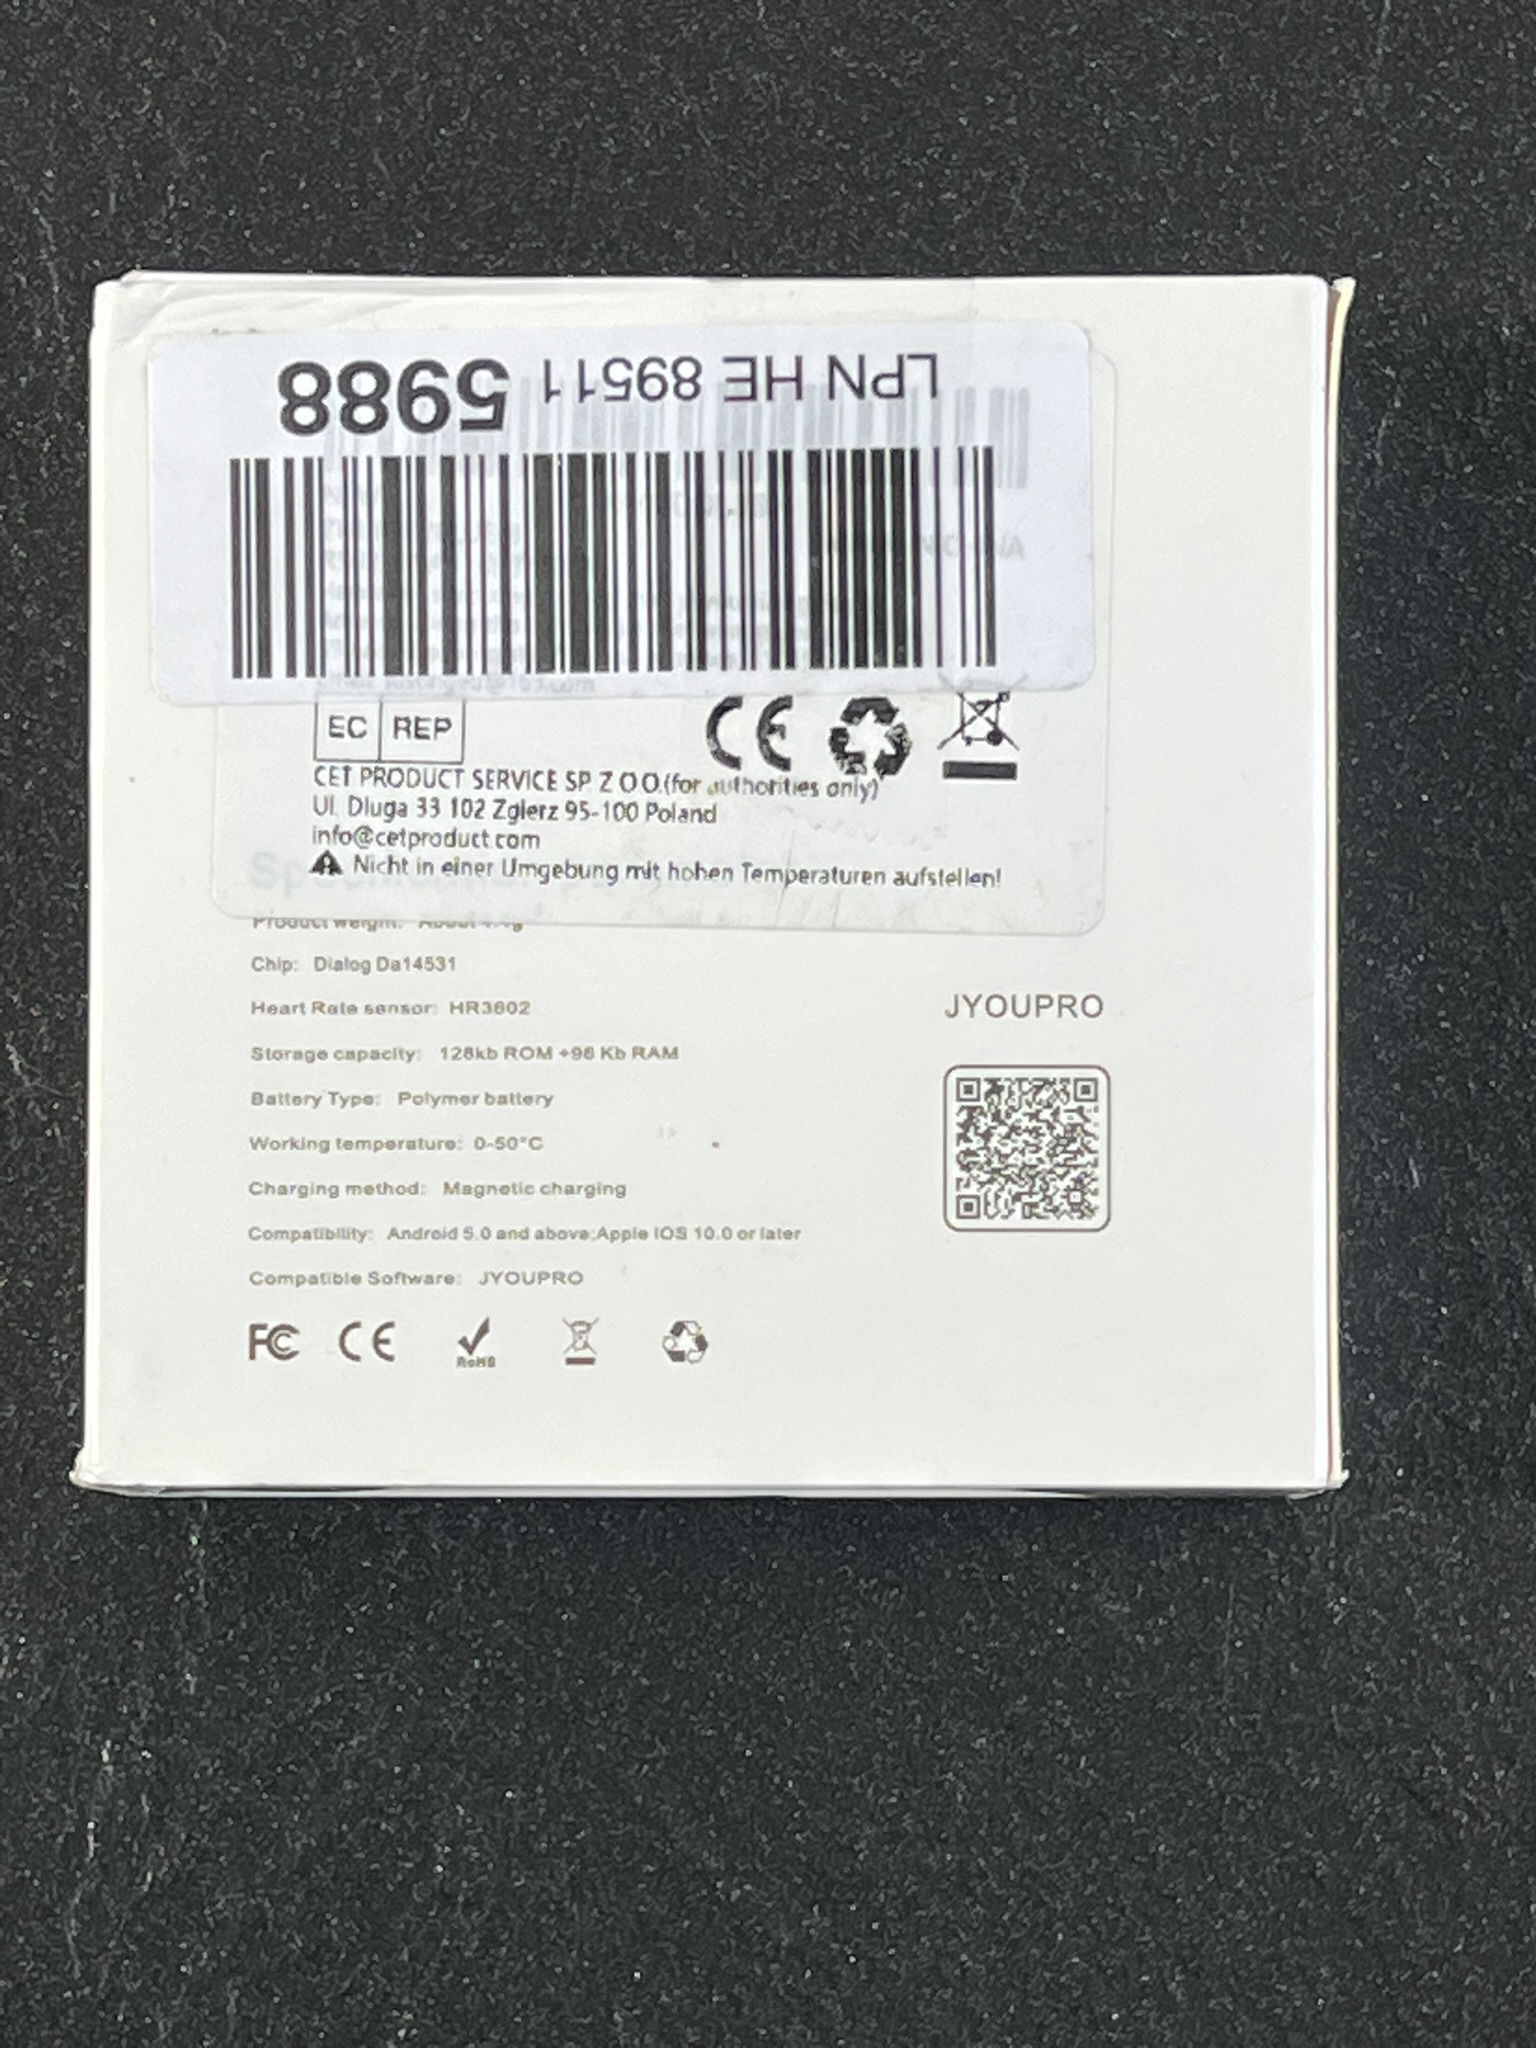 LPN HE 89511 5988
EC REP
CET PRODUCT SERVICE SP. Z O.O.(for authorities only)
Ul. Dluga 33 102 Zgierz 95-100 Poland
info@cetproduct.com
Nicht in einer Umgebung mit hohen Temperaturen aufstellen!
Product weight: About
Chip: Dialog Da14531
Heart Rate sensor: HR3602
Storage capacity: 128kb ROM +96 Kb RAM
Battery Type: Polymer battery
Working temperature: 0-50°C
Charging method: Magnetic charging
Compatibility: Android 5.0 and above;Apple IOS 10.0 or later
Compatible Software: JYOUPRO
JYOUPRO
FC CE RoHS